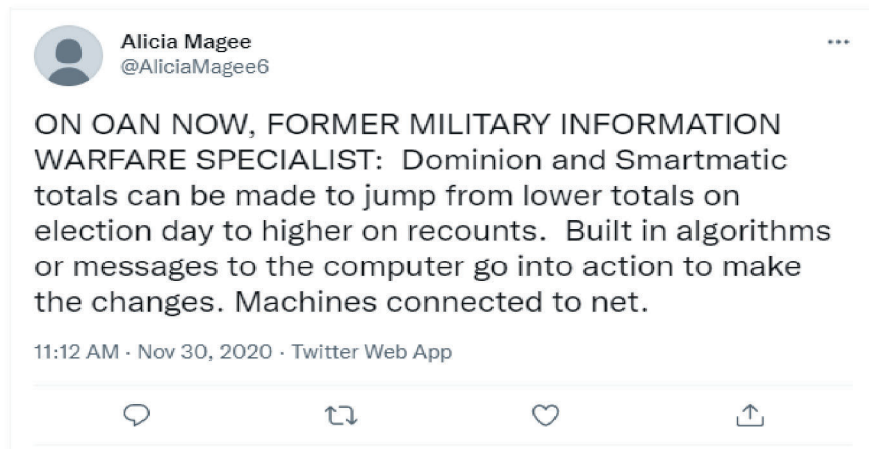 Alicia Magee
@AliciaMagee6
ON OAN NOW, FORMER MILITARY INFORMATION
WARFARE SPECIALIST:  Dominion and Smartmatic
totals can be made to jump from lower totals on
election day to higher on recounts.  Built in algorithms
or messages to the computer go into action to make
the changes. Machines connected to net.
11:12 AM · Nov 30, 2020 · Twitter Web App